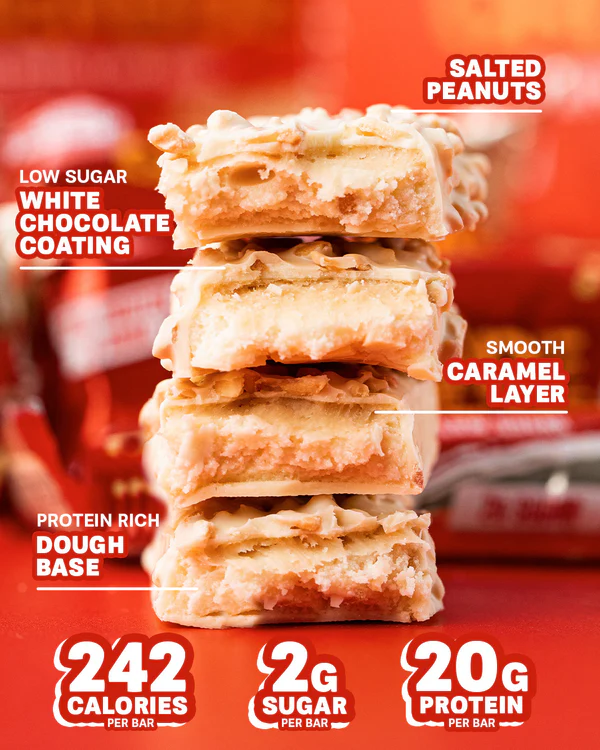 SALTED
PEANUTS
LOW SUGAR
WHITE
CHOCOLATE
COATING
SMOOTH
CARAMEL
LAYER
PROTEIN RICH
DOUGH
BASE
242
CALORIES
PER BAR
2G
SUGAR
PER BAR
20G
PROTEIN
PER BAR